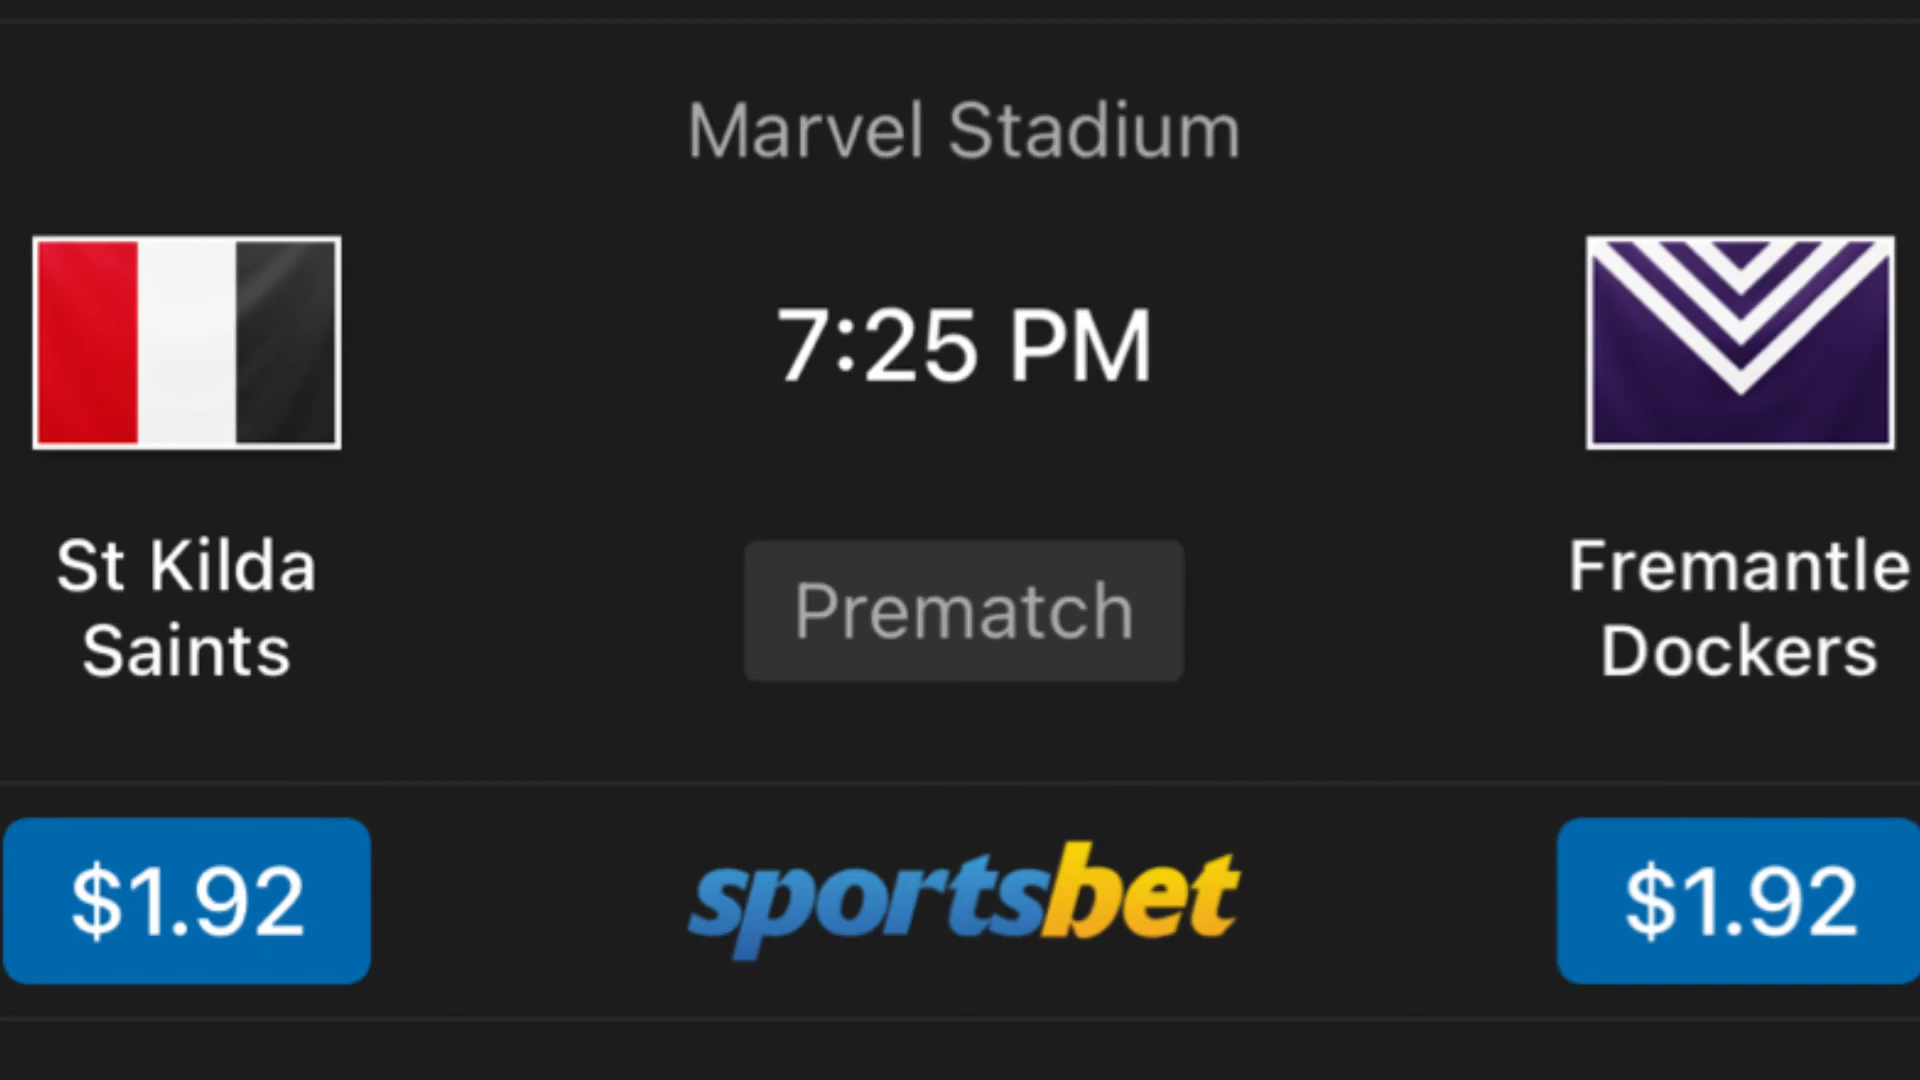 Marvel Stadium
7:25 PM
St Kilda
Saints
Prematch
Fremantle
Dockers
$1.92
sportsbet
$1.92